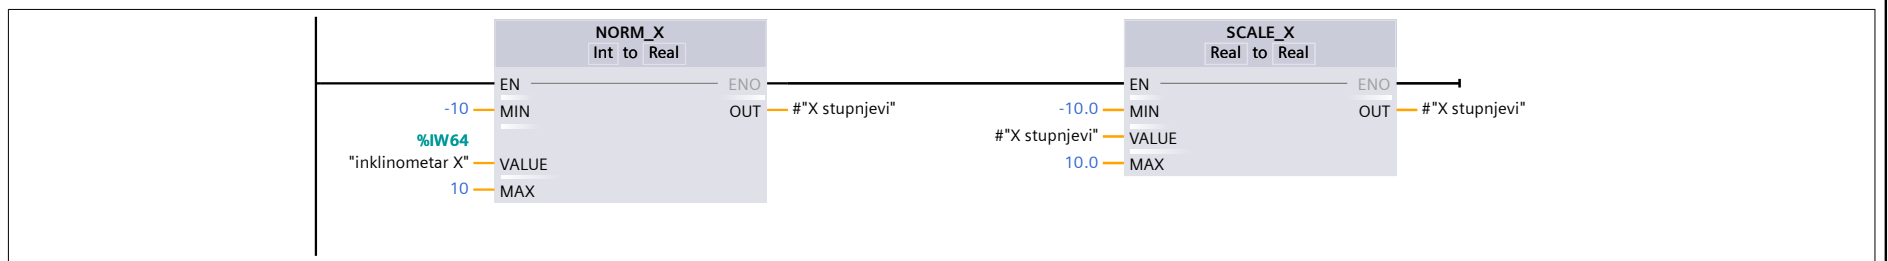 NORM_X
Int to Real
EN
ENO
-10
MIN
OUT
#"X stupnjevi"
%IW64
"inklinometar X"
VALUE
10
MAX
SCALE_X
Real to Real
EN
ENO
-10.0
MIN
OUT
#"X stupnjevi"
#"X stupnjevi"
VALUE
10.0
MAX